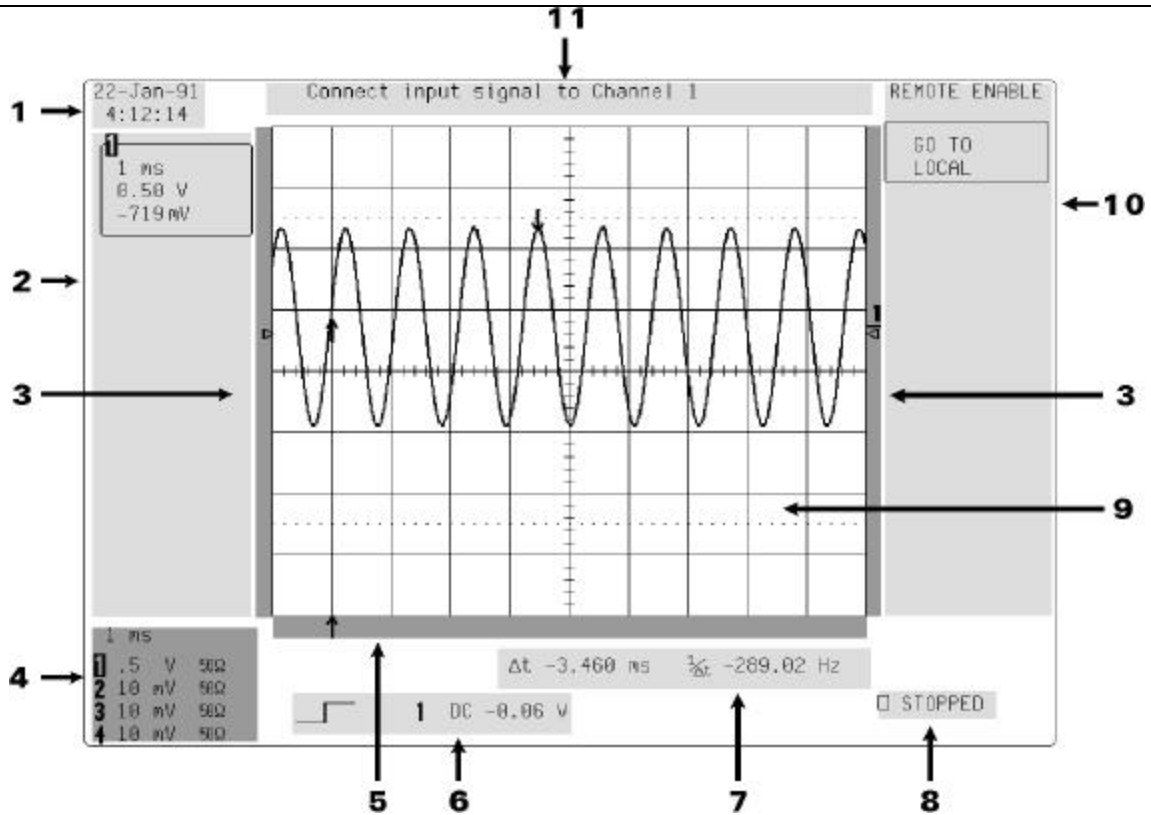 11
22-Jan-91
4:12:14
Connect input signal to Channel 1
REMOTE ENABLE
1
1
1 ms
0.50 V
-719 mV
GO TO
LOCAL
10
2
1
3
3
9
1 ms
1 .5 V 50Ω
2 10 mV 50Ω
3 10 mV 50Ω
4 10 mV 50Ω
4
Δt -3.460 ms 1/Δt -289.02 Hz
1 DC -0.06 V
STOPPED
5
6
7
8